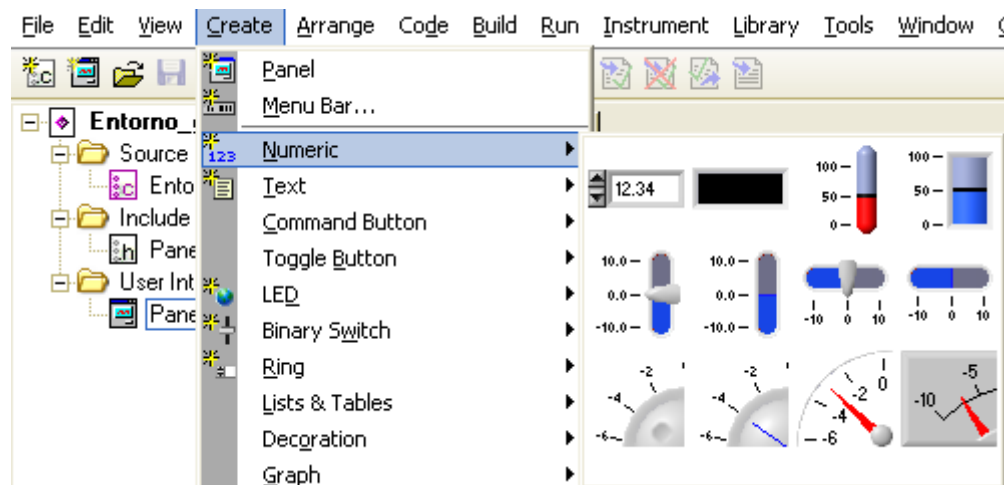 File Edit View Create Arrange Code Build Run Instrument Library Tools Window
Panel
Menu Bar...
Entorno_
Source
Ento
Include
Pane
User Int
Pane
Numeric
Text
Command Button
Toggle Button
LED
Binary Switch
Ring
Lists & Tables
Decoration
Graph
12.34
100
50
0
100
50
0
10.0
0.0
-10.0
10.0
0.0
-10.0
-10 0 10
-10 0 10
-2
-4
-6
-2
-4
-6
0
-2
-4
-6
-5
-10